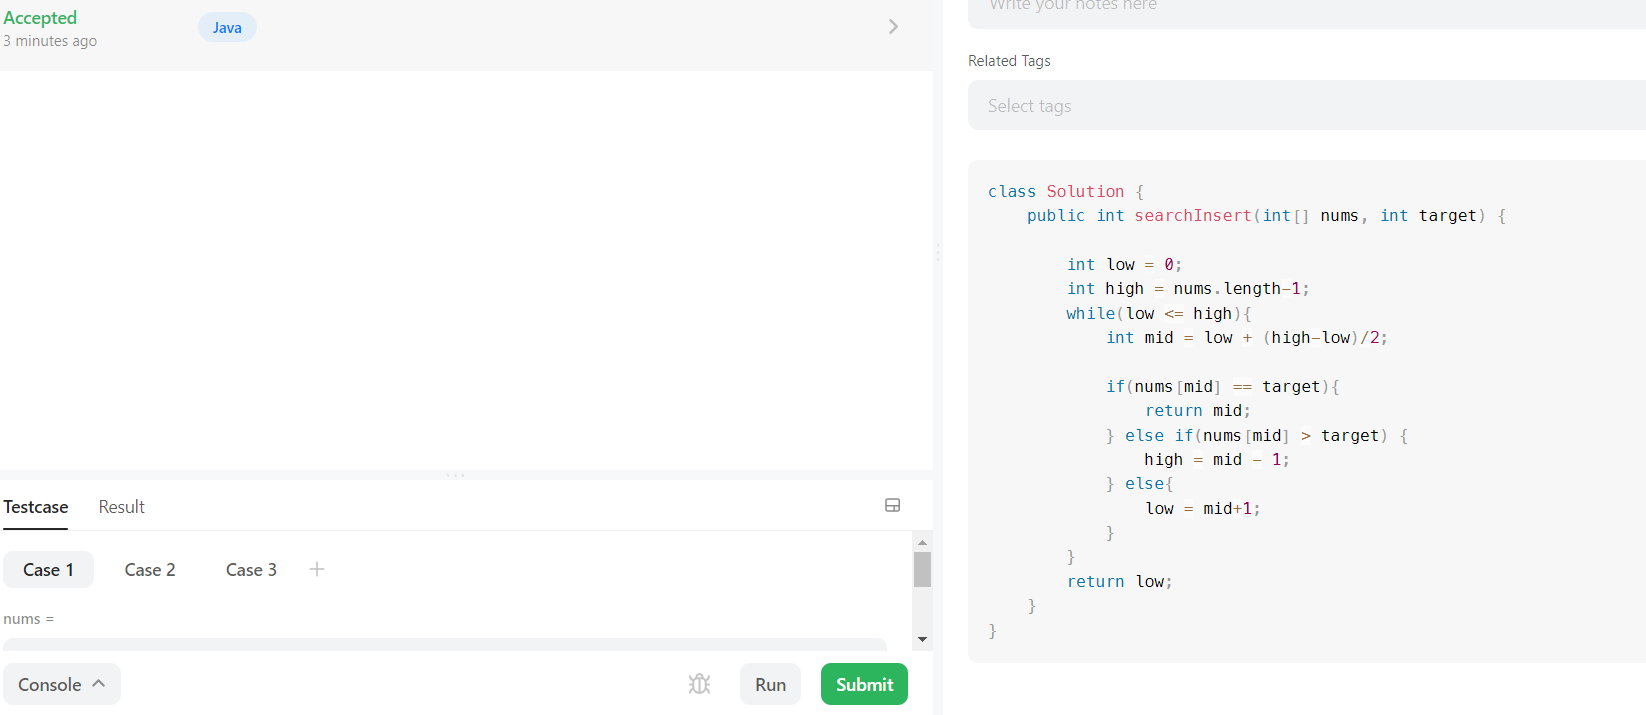 Accepted
3 minutes ago
Java
Testcase
Result
Case 1
Case 2
Case 3
+
nums =
Console
Run
Submit
Write your notes here
Related Tags
Select tags
class Solution {
    public int searchInsert(int[] nums, int target) {
        int low = 0;
        int high = nums.length-1;
        while(low <= high){
            int mid = low + (high-low)/2;
            if(nums[mid] == target){
                return mid;
            } else if(nums[mid] > target) {
                high = mid - 1;
            } else{
                low = mid+1;
            }
        }
        return low;
    }
}